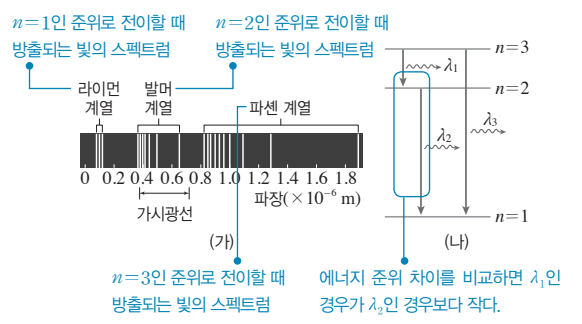 n=1인 준위로 전이할 때
방출되는 빛의 스펙트럼
n=2인 준위로 전이할 때
방출되는 빛의 스펙트럼
라이먼
계열
발머
계열
파셴 계열
0 0.2 0.4 0.6 0.8 1.0 1.2 1.4 1.6 1.8
파장(×10⁻⁶ m)
가시광선
(가)
n=3인 준위로 전이할 때
방출되는 빛의 스펙트럼
n=3
λ₁
n=2
λ₃
λ₂
n=1
(나)
에너지 준위 차이를 비교하면 λ₁인
경우가 λ₂인 경우보다 작다.